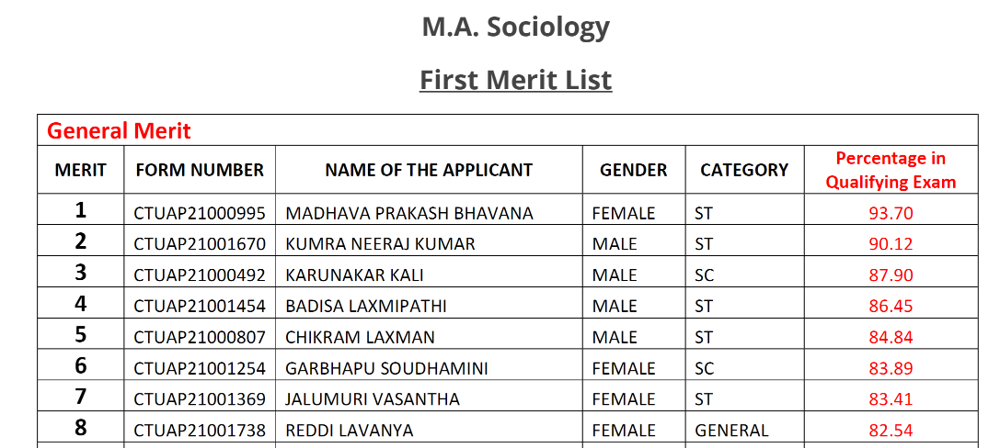 M.A. Sociology
First Merit List
General Merit
MERIT FORM NUMBER NAME OF THE APPLICANT GENDER CATEGORY Percentage in Qualifying Exam
1 CTUAP21000995 MADHAVA PRAKASH BHAVANA FEMALE ST 93.70
2 CTUAP21001670 KUMRA NEERAJ KUMAR MALE ST 90.12
3 CTUAP21000492 KARUNAKAR KALI MALE SC 87.90
4 CTUAP21001454 BADISA LAXMIPATHI MALE ST 86.45
5 CTUAP21000807 CHIKRAM LAXMAN MALE ST 84.84
6 CTUAP21001254 GARBHAPU SOUDHAMINI FEMALE SC 83.89
7 CTUAP21001369 JALUMURI VASANTHA FEMALE ST 83.41
8 CTUAP21001738 REDDI LAVANYA FEMALE GENERAL 82.54